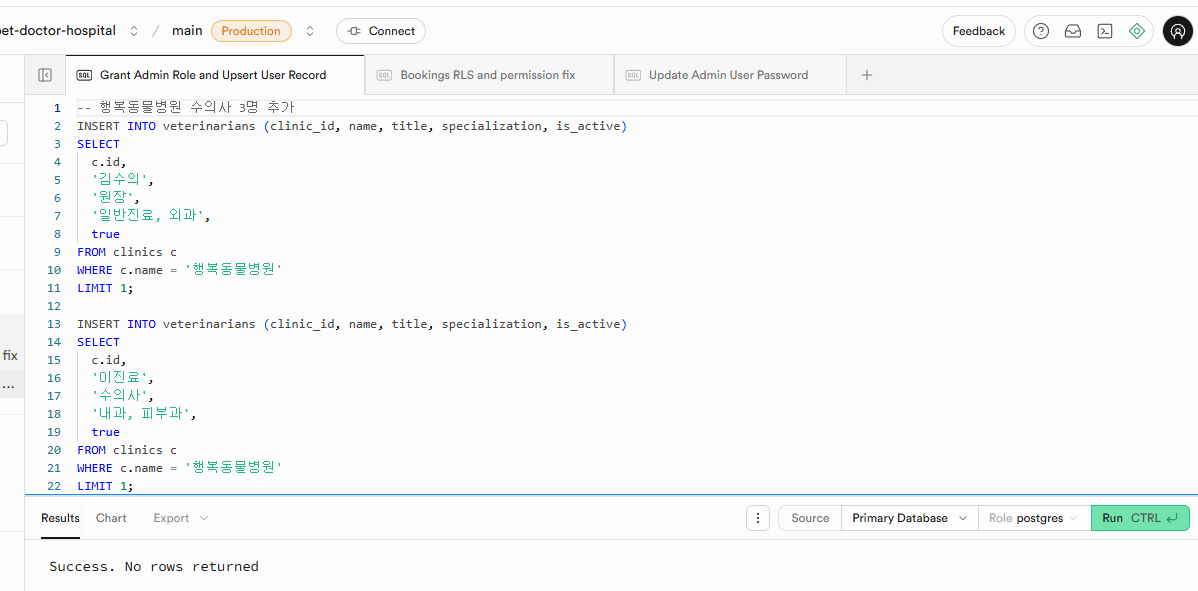 pet-doctor-hospital / main Production Connect Feedback
SQL Grant Admin Role and Upsert User Record SQL Bookings RLS and permission fix SQL Update Admin User Password +
1 -- 행복동물병원 수의사 3명 추가
2 INSERT INTO veterinarians (clinic_id, name, title, specialization, is_active)
3 SELECT
4 c.id,
5 '김수의',
6 '원장',
7 '일반진료, 외과',
8 true
9 FROM clinics c
10 WHERE c.name = '행복동물병원'
11 LIMIT 1;
12
13 INSERT INTO veterinarians (clinic_id, name, title, specialization, is_active)
14 SELECT
15 c.id,
fix
16 '이진료',
17 '수의사',
...
18 '내과, 피부과',
19 true
20 FROM clinics c
21 WHERE c.name = '행복동물병원'
22 LIMIT 1;
Results Chart Export Source Primary Database Role postgres Run CTRL ↵
Success. No rows returned